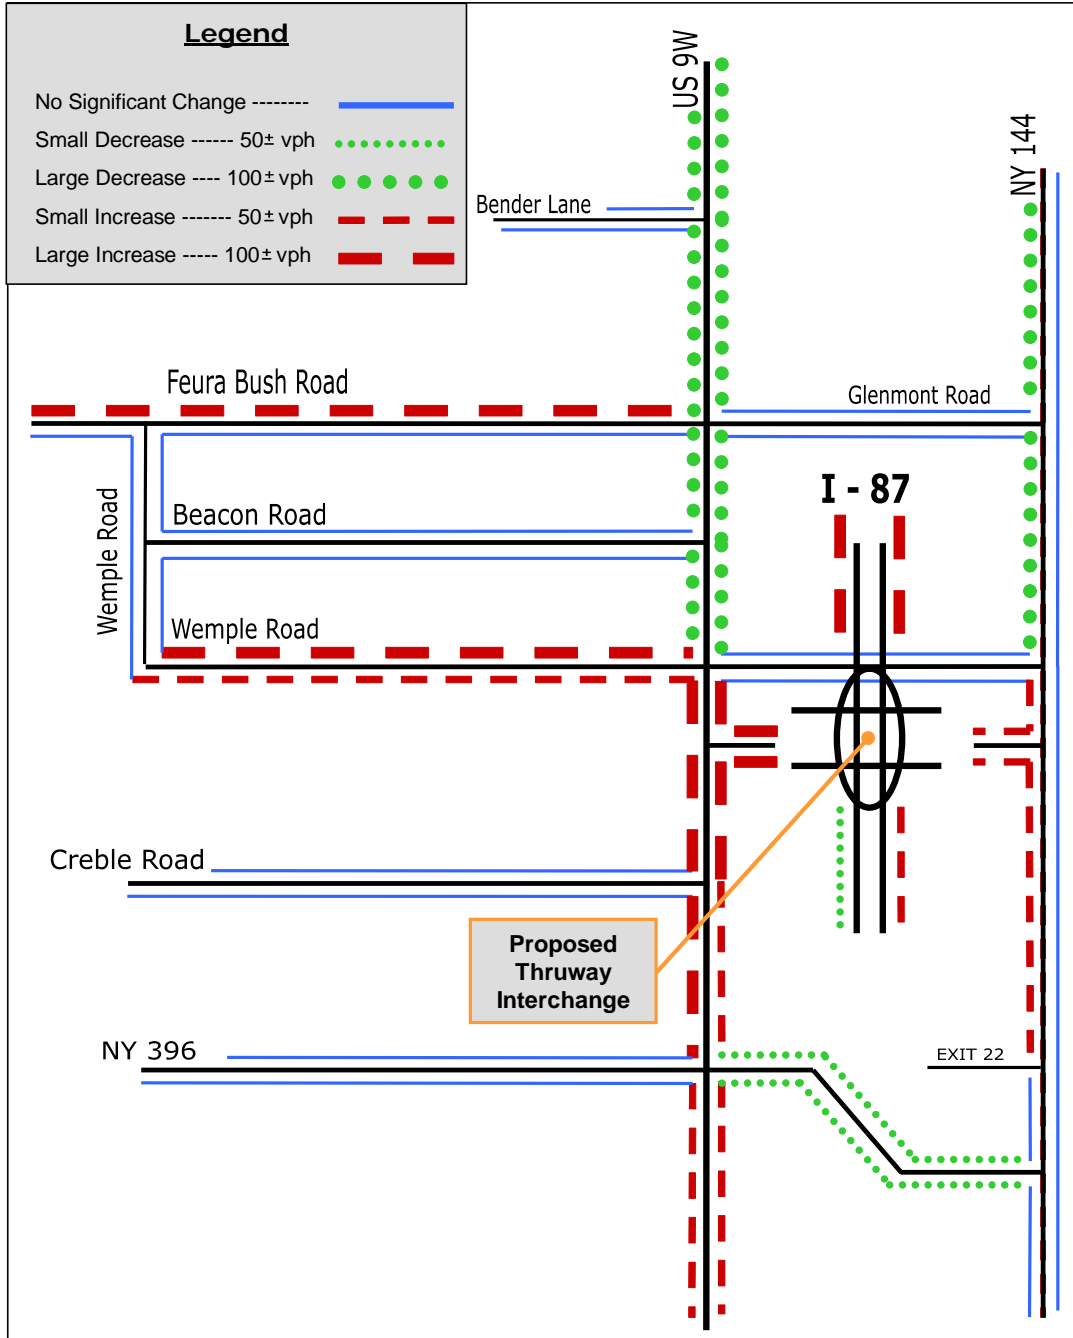 Legend
No Significant Change --------
Small Decrease ------ 50± vph
Large Decrease ---- 100± vph
Small Increase ------- 50± vph
Large Increase ----- 100± vph
US 9W
NY 144
Bender Lane
Feura Bush Road
Glenmont Road
I - 87
Wemple Road
Beacon Road
Wemple Road
Creble Road
Proposed
Thruway
Interchange
NY 396
EXIT 22